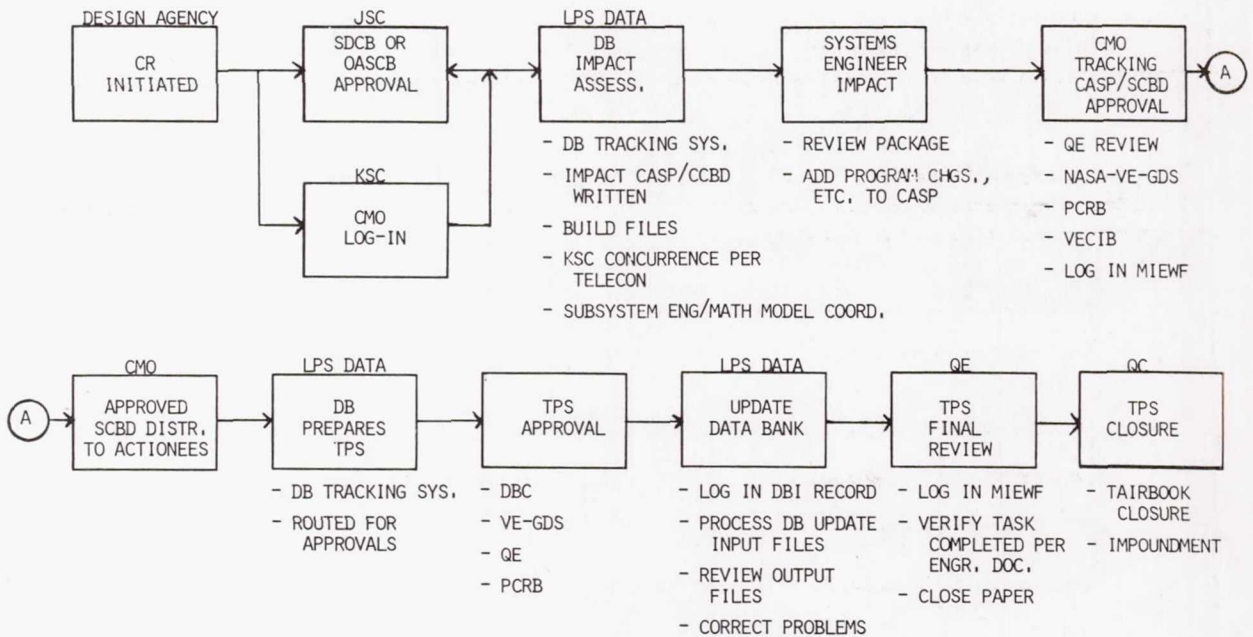 DESIGN AGENCY
CR
INITIATED
JSC
SDCB OR
OASCB
APPROVAL
KSC
CMO
LOG-IN
LPS DATA
DB
IMPACT
ASSESS.
- DB TRACKING SYS.
- IMPACT CASP/CCBD
WRITTEN
- BUILD FILES
- KSC CONCURRENCE PER
TELECON
- SUBSYSTEM ENG/MATH MODEL COORD.
SYSTEMS
ENGINEER
IMPACT
- REVIEW PACKAGE
- ADD PROGRAM CHGS.,
ETC. TO CASP
CMO
TRACKING
CASP/SCBD
APPROVAL
- QE REVIEW
- NASA-VE-GDS
- PCRB
- VECIB
- LOG IN MIEWF
A
A
CMO
APPROVED
SCBD DISTR.
TO ACTIONEES
LPS DATA
DB
PREPARES
TPS
- DB TRACKING SYS.
- ROUTED FOR
APPROVALS
TPS
APPROVAL
- DBC
- VE-GDS
- QE
- PCRB
LPS DATA
UPDATE
DATA BANK
- LOG IN DBI RECORD
- PROCESS DB UPDATE
INPUT FILES
- REVIEW OUTPUT
FILES
- CORRECT PROBLEMS
QE
TPS
FINAL
REVIEW
- LOG IN MIEWF
- VERIFY TASK
COMPLETED PER
ENGR. DOC.
- CLOSE PAPER
QC
TPS
CLOSURE
- TAIRBOOK
CLOSURE
- IMPOUNDMENT